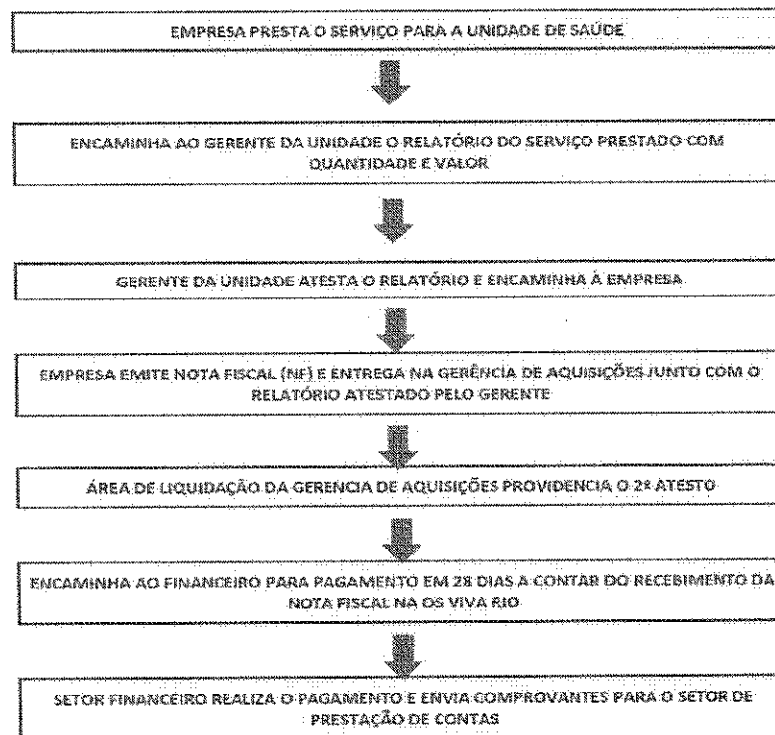 EMPRESA PRESTA O SERVIÇO PARA A UNIDADE DE SAÚDE
ENCAMINHA AO GERENTE DA UNIDADE O RELATÓRIO DO SERVIÇO PRESTADO COM
QUANTIDADE E VALOR
GERENTE DA UNIDADE ATESTA O RELATÓRIO E ENCAMINHA À EMPRESA
EMPRESA EMITE NOTA FISCAL (NF) E ENTREGA NA GERÊNCIA DE AQUISIÇÕES JUNTO COM O
RELATÓRIO ATESTADO PELO GERENTE
ÁREA DE LIQUIDAÇÃO DA GERENCIA DE AQUISIÇÕES PROVIDENCIA O 2º ATESTO
ENCAMINHA AO FINANCEIRO PARA PAGAMENTO EM 28 DIAS A CONTAR DO RECEBIMENTO DA
NOTA FISCAL NA OS VIVA RIO
SETOR FINANCEIRO REALIZA O PAGAMENTO E ENVIA COMPROVANTES PARA O SETOR DE
PRESTAÇÃO DE CONTAS